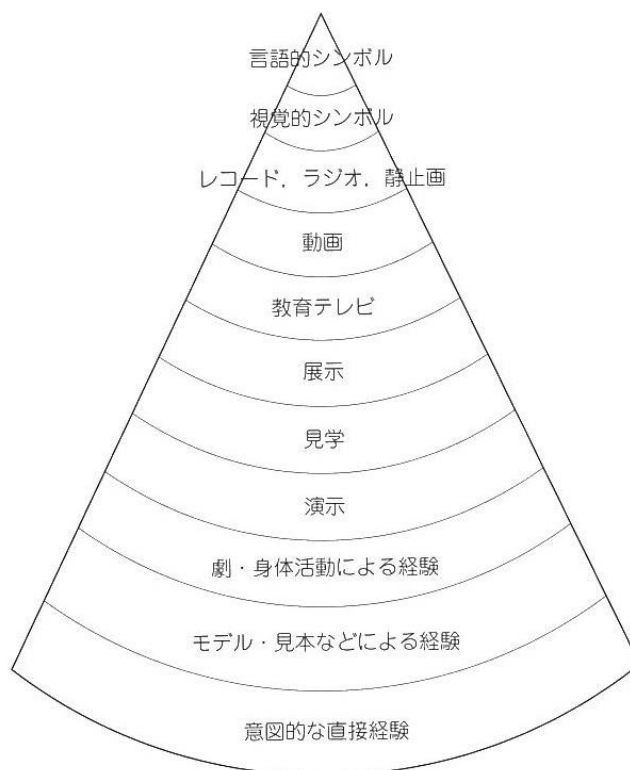 言語的シンボル
視覚的シンボル
レコード，ラジオ，静止画
動画
教育テレビ
展示
見学
演示
劇・身体活動による経験
モデル・見本などによる経験
意図的な直接経験